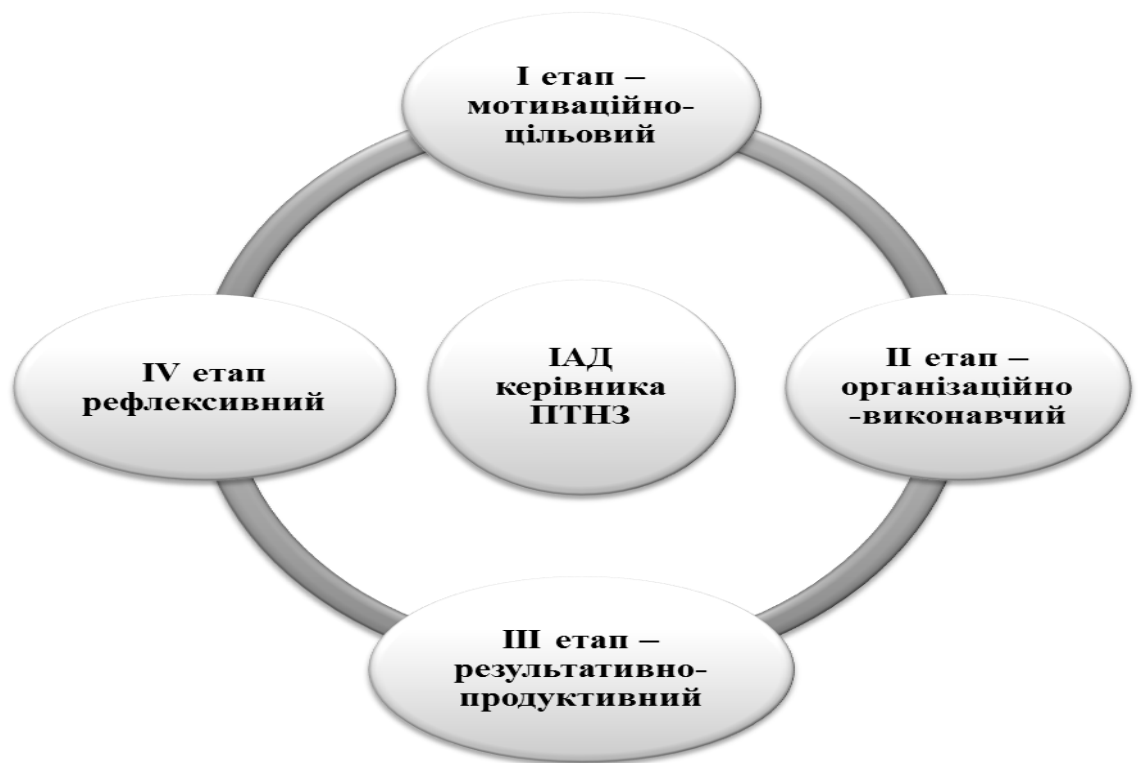 І етап –
мотиваційно-
цільовий
ІАД
керівника
ПТНЗ
ІІ етап –
організаційно
-виконавчий
ІІІ етап –
результативно-
продуктивний
IV етап
рефлексивний